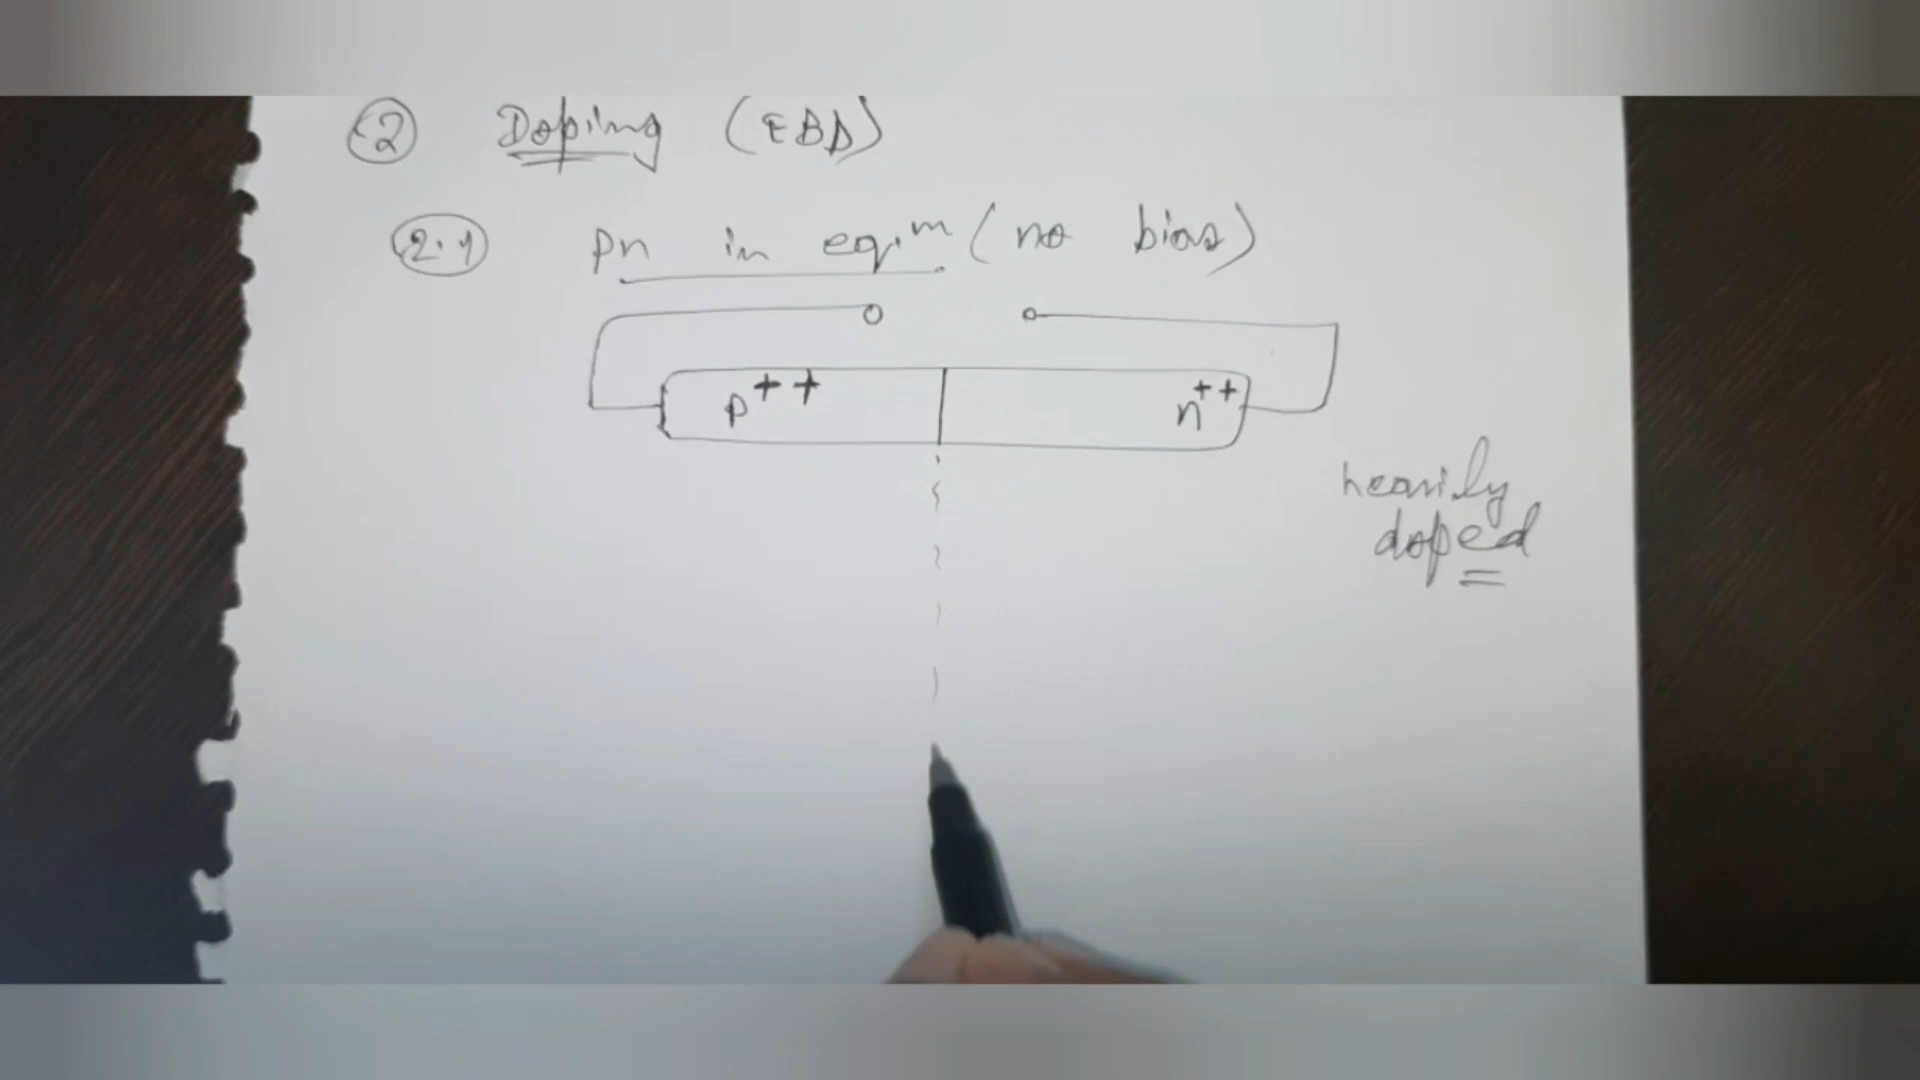 2 Doping (EBD)
2.1 pn in eqᵐ (no bias)
p++ n++
heavily
doped